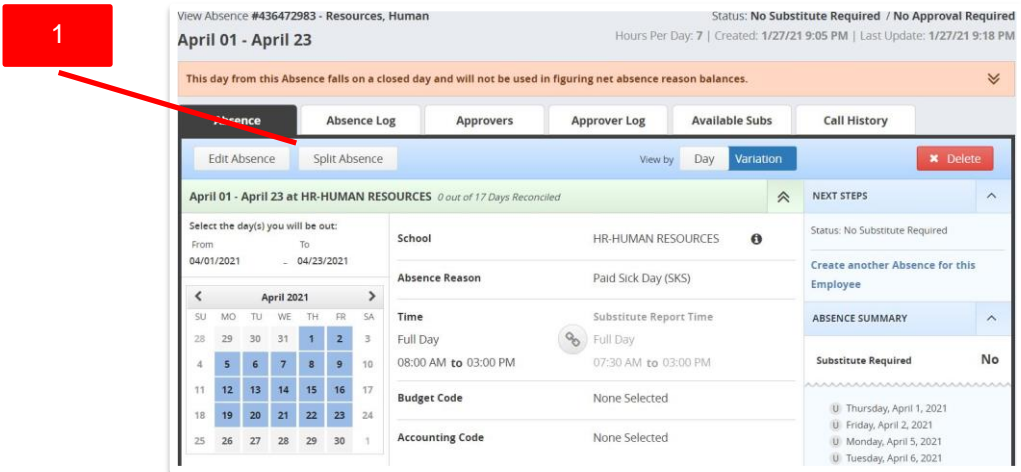 1
View Absence #436472983 - Resources, Human
Status: No Substitute Required / No Approval Required
April 01 - April 23
Hours Per Day: 7 | Created: 1/27/21 9:05 PM | Last Update: 1/27/21 9:18 PM
This day from this Absence falls on a closed day and will not be used in figuring net absence reason balances.
Absence Absence Log Approvers Approver Log Available Subs Call History
Edit Absence Split Absence View by Day Variation Delete
April 01 - April 23 at HR-HUMAN RESOURCES 0 out of 17 Days Reconciled
Select the day(s) you will be out:
From To
04/01/2021 - 04/23/2021
April 2021
SU MO TU WE TH FR SA
28 29 30 31 1 2 3
4 5 6 7 8 9 10
11 12 13 14 15 16 17
18 19 20 21 22 23 24
25 26 27 28 29 30 1
School HR-HUMAN RESOURCES
Absence Reason Paid Sick Day (SKS)
Time Substitute Report Time
Full Day Full Day
08:00 AM to 03:00 PM 07:30 AM to 03:00 PM
Budget Code None Selected
Accounting Code None Selected
NEXT STEPS
Status: No Substitute Required
Create another Absence for this
Employee
ABSENCE SUMMARY
Substitute Required No
U Thursday, April 1, 2021
U Friday, April 2, 2021
U Monday, April 5, 2021
U Tuesday, April 6, 2021